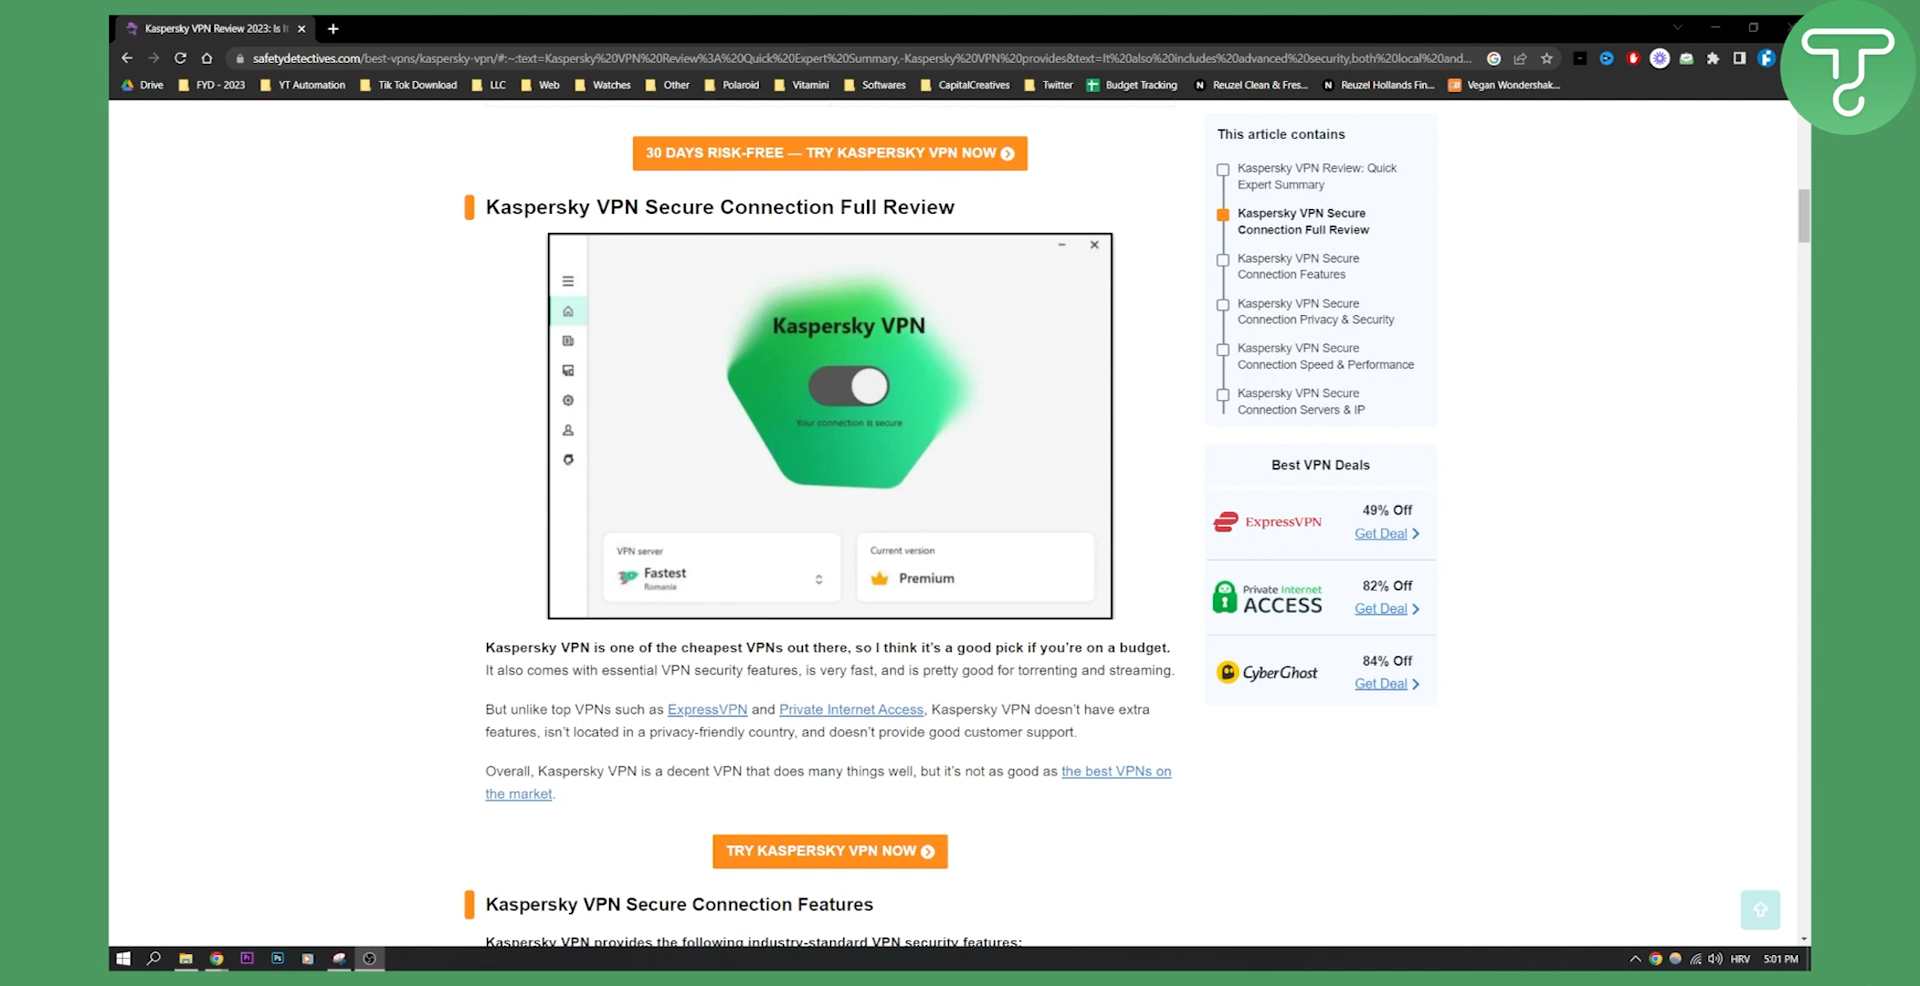 Kaspersky VPN Review 2023: Is It
safetydetectives.com/best-vpns/kaspersky-vpn/#:~:text=Kaspersky%20VPN%20Review%3A%20Quick%20Expert%20Summary,-Kaspersky%20VPN%20provides&text=It%20also%20includes%20advanced%20security,both%20local%20and...
Drive
FYD - 2023
YT Automation
Tik Tok Download
LLC
Web
Watches
Other
Polaroid
Vitamini
Softwares
CapitalCreatives
Twitter
Budget Tracking
Reuzel Clean & Fres...
Reuzel Hollands Fin...
Vegan Wondershak...
30 DAYS RISK-FREE — TRY KASPERSKY VPN NOW
Kaspersky VPN Secure Connection Full Review
Kaspersky VPN
Your connection is secure
VPN server
Fastest
Romania
Current version
Premium
Kaspersky VPN is one of the cheapest VPNs out there, so I think it's a good pick if you're on a budget.
It also comes with essential VPN security features, is very fast, and is pretty good for torrenting and streaming.
But unlike top VPNs such as ExpressVPN and Private Internet Access, Kaspersky VPN doesn't have extra
features, isn't located in a privacy-friendly country, and doesn't provide good customer support.
Overall, Kaspersky VPN is a decent VPN that does many things well, but it's not as good as the best VPNs on
the market.
TRY KASPERSKY VPN NOW
Kaspersky VPN Secure Connection Features
Kaspersky VPN provides the following industry-standard VPN security features:
This article contains
Kaspersky VPN Review: Quick
Expert Summary
Kaspersky VPN Secure
Connection Full Review
Kaspersky VPN Secure
Connection Features
Kaspersky VPN Secure
Connection Privacy & Security
Kaspersky VPN Secure
Connection Speed & Performance
Kaspersky VPN Secure
Connection Servers & IP
Best VPN Deals
ExpressVPN
49% Off
Get Deal
Private Internet
ACCESS
82% Off
Get Deal
CyberGhost
84% Off
Get Deal
Pr
Ps
HRV
5:01 PM